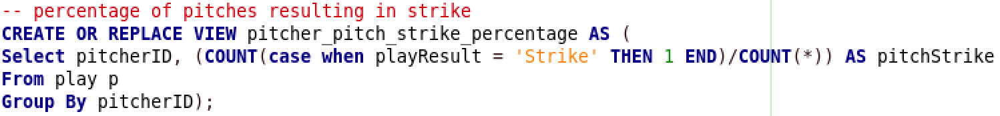 -- percentage of pitches resulting in strike
CREATE OR REPLACE VIEW pitcher_pitch_strike_percentage AS (
Select pitcherID, (COUNT(case when playResult = 'Strike' THEN 1 END)/COUNT(*)) AS pitchStrike
From play p
Group By pitcherID);